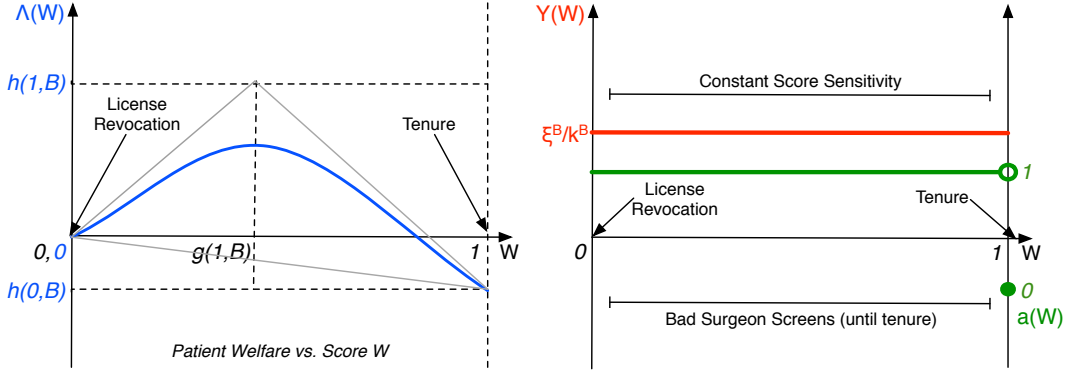 Λ(W)
h(1,B)
License
Revocation
Tenure
0, 0
g(1,B)
1
W
h(0,B)
Patient Welfare vs. Score W
Y(W)
Constant Score Sensitivity
ξᴮ/kᴮ
1
License
Revocation
Tenure
0
1
W
0
a(W)
Bad Surgeon Screens (until tenure)